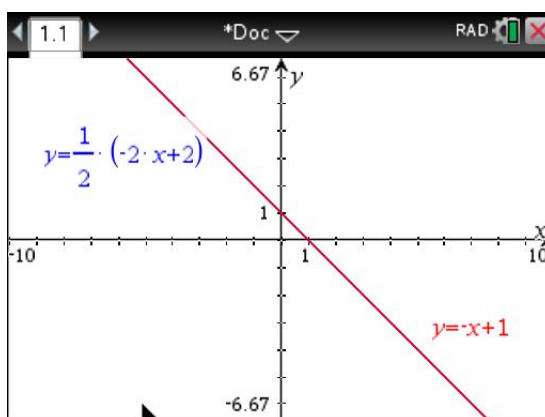 1.1 *Doc RAD
6.67 y
y=1/2·(-2·x+2)
1
x
-10 1 10
y=-x+1
-6.67